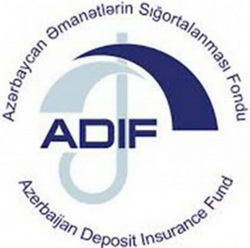 Azərbaycan Əmanətlərin Sığortalanması Fondu
ADIF
Azerbaijan Deposit Insurance Fund